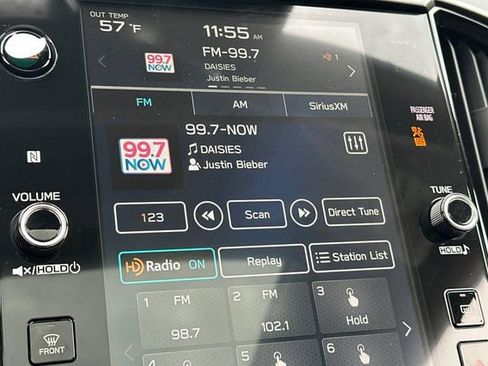 OUT TEMP
57°F
11:55 AM
FM-99.7
99.7 NOW
DAISIES
HD 1
Justin Bieber
FM AM SiriusXM
PASSENGER
AIR BAG
99.7-NOW
99.7 NOW
DAISIES
Justin Bieber
N
VOLUME
TUNE
123 Scan Direct Tune
HOLD
HOLD
HD Radio ON Replay Station List
1 FM 2 FM 3
98.7 102.1 Hold
FRONT
4 5 6